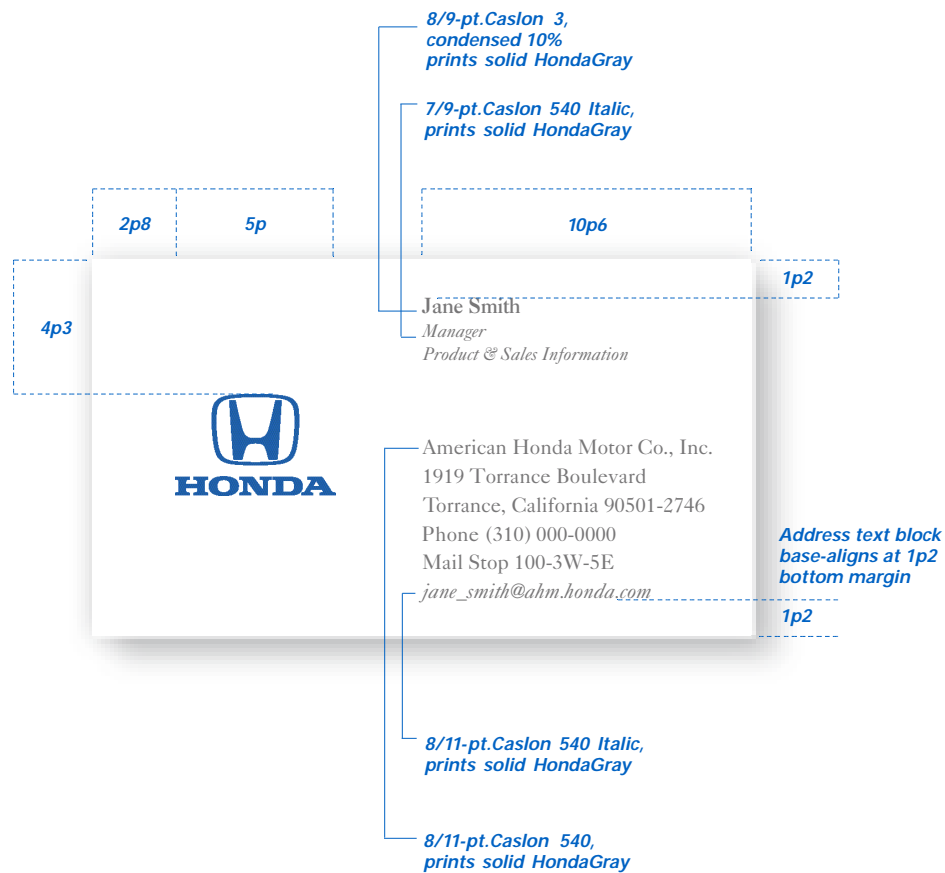 8/9-pt.Caslon 3,
condensed 10%
prints solid HondaGray
7/9-pt.Caslon 540 Italic,
prints solid HondaGray
2p8
5p
10p6
1p2
4p3
Jane Smith
Manager
Product & Sales Information
HONDA
American Honda Motor Co., Inc.
1919 Torrance Boulevard
Torrance, California 90501-2746
Phone (310) 000-0000
Mail Stop 100-3W-5E
jane_smith@ahm.honda.com
Address text block
base-aligns at 1p2
bottom margin
1p2
8/11-pt.Caslon 540 Italic,
prints solid HondaGray
8/11-pt.Caslon 540,
prints solid HondaGray